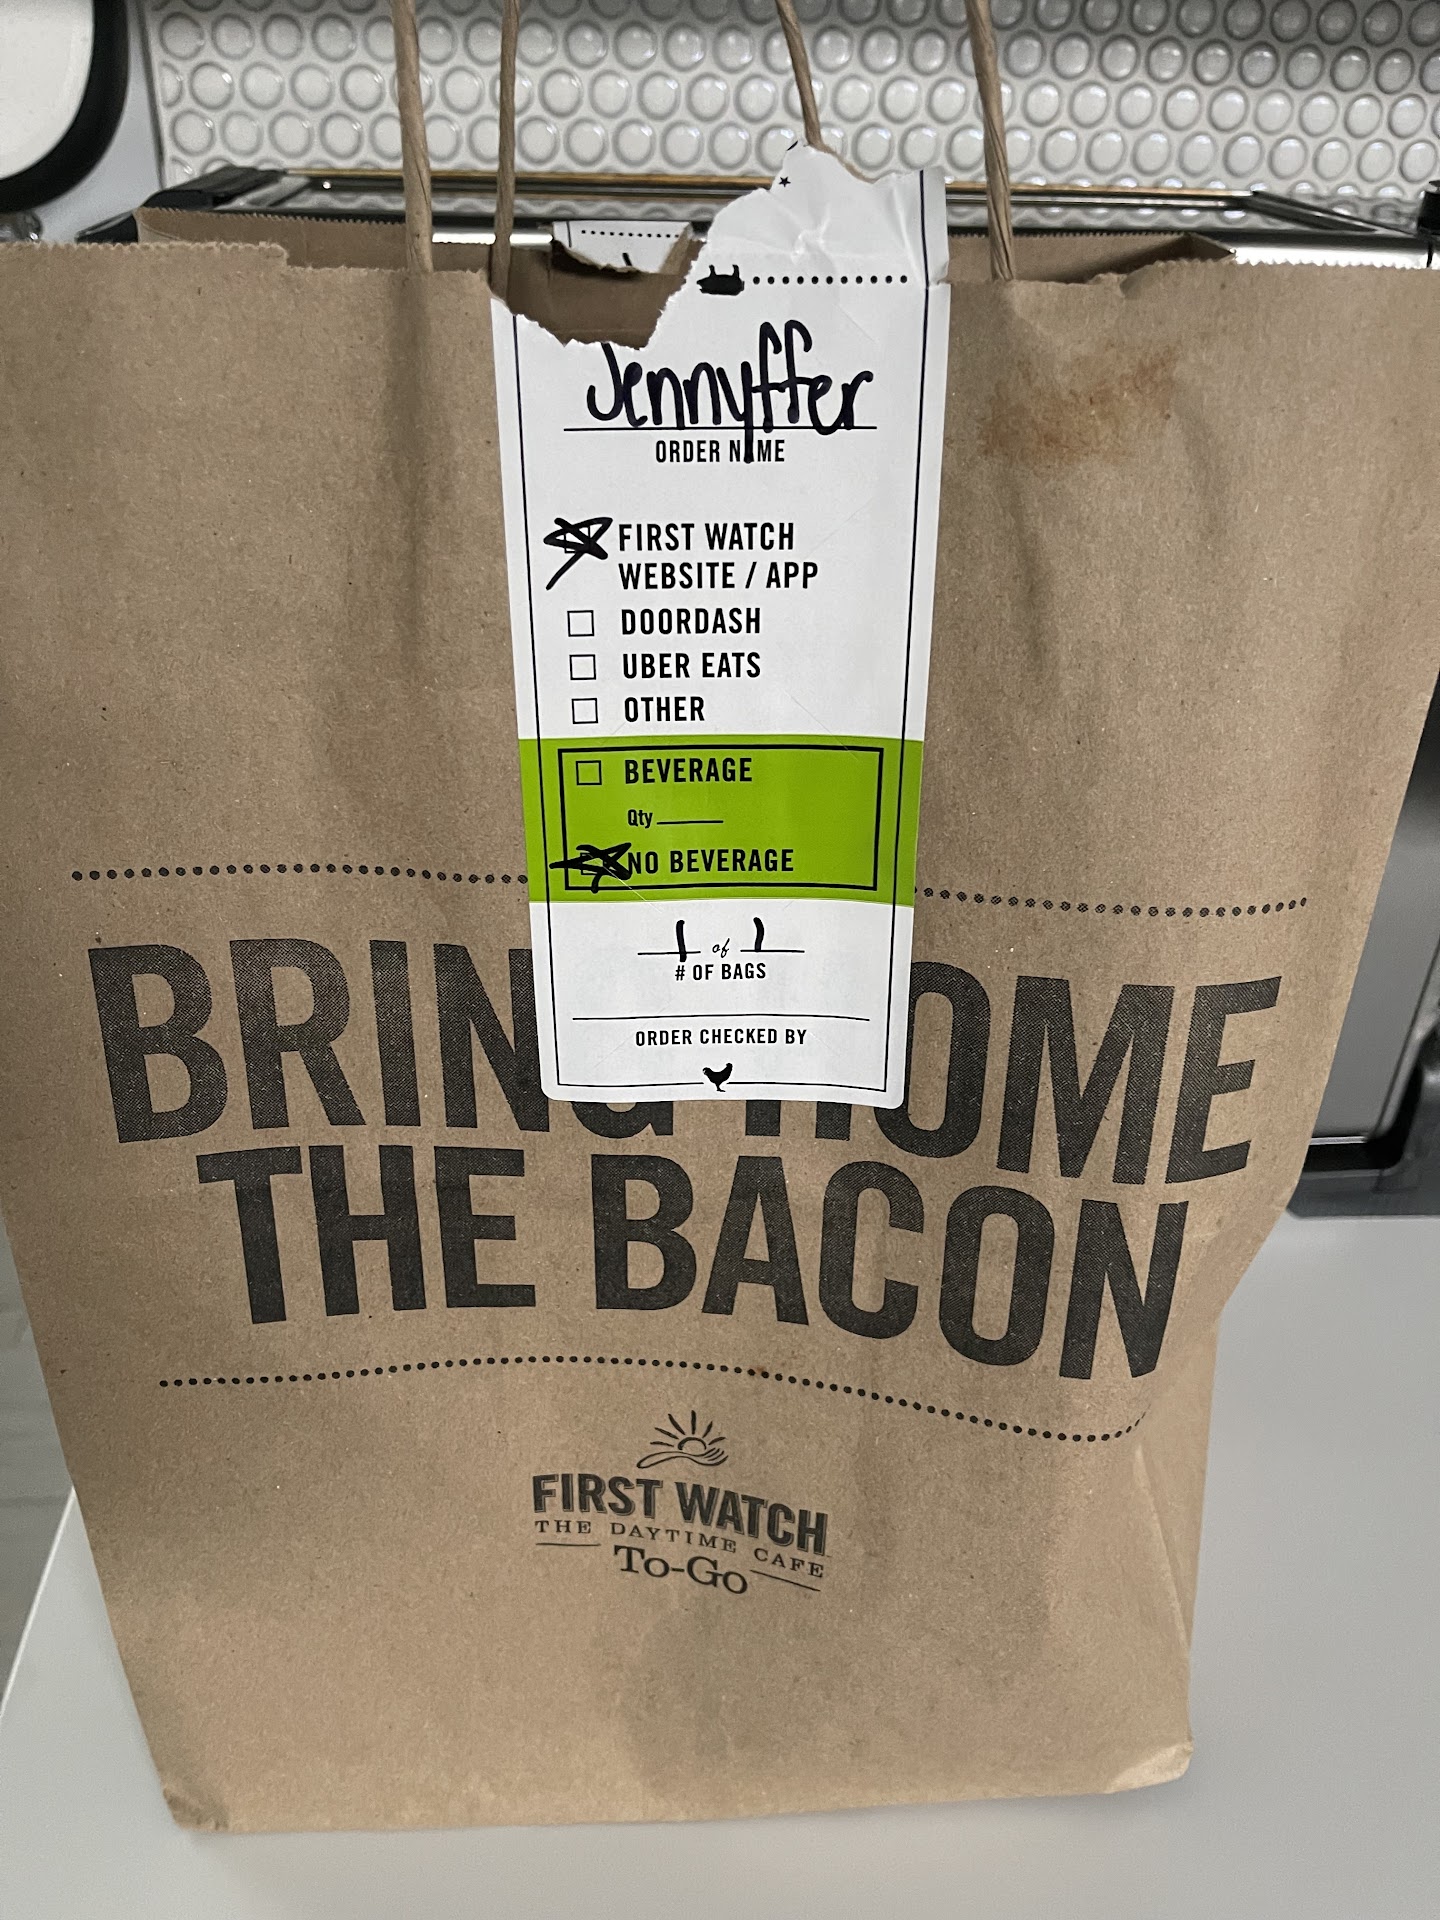 Jennyffer
ORDER NAME
FIRST WATCH
WEBSITE / APP
DOORDASH
UBER EATS
OTHER
BEVERAGE
Qty
NO BEVERAGE
1 of 1
# OF BAGS
ORDER CHECKED BY
BRING HOME
THE BACON
FIRST WATCH
THE DAYTIME CAFE
To-Go